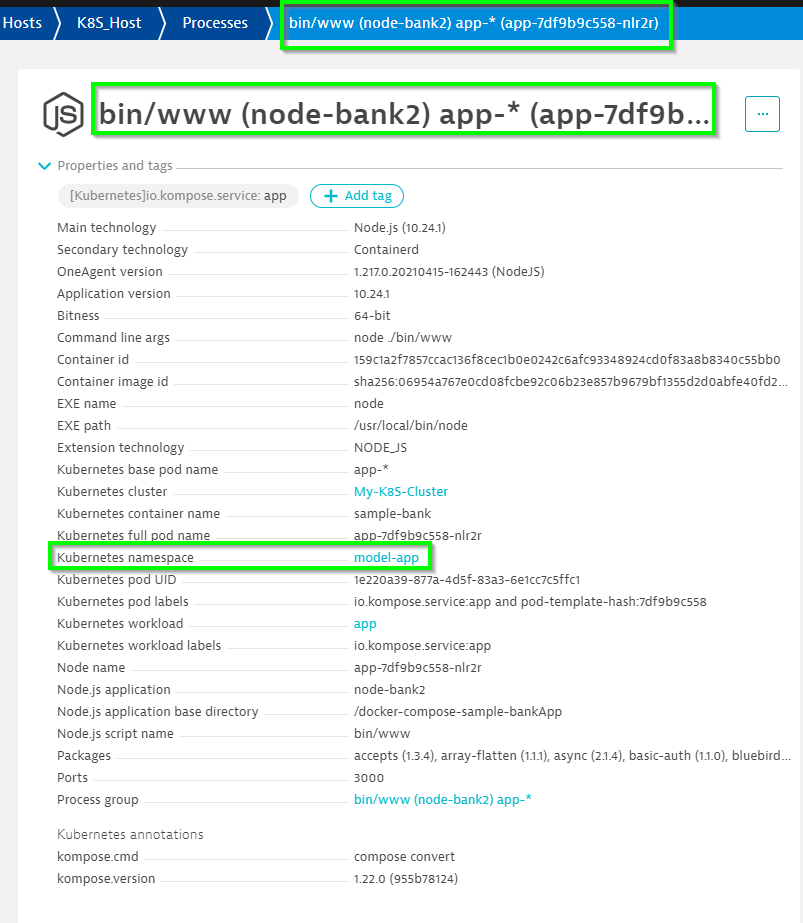 Hosts K8S_Host Processes bin/www (node-bank2) app-* (app-7df9b9c558-nlr2r)
JS bin/www (node-bank2) app-* (app-7df9b... ...
Properties and tags
[Kubernetes]io.kompose.service: app + Add tag
Main technology Node.js (10.24.1)
Secondary technology Containerd
OneAgent version 1.217.0.20210415-162443 (NodeJS)
Application version 10.24.1
Bitness 64-bit
Command line args node ./bin/www
Container id 159c1a2f7857ccac136f8cec1b0e0242c6afc93348924cd0f83a8b8340c55bb0
Container image id sha256:06954a767e0cd08fcbe92c06b23e857b9679bf1355d2d0abfe40fd2...
EXE name node
EXE path /usr/local/bin/node
Extension technology NODE_JS
Kubernetes base pod name app-*
Kubernetes cluster My-K8S-Cluster
Kubernetes container name sample-bank
Kubernetes full pod name app-7df9b9c558-nlr2r
Kubernetes namespace model-app
Kubernetes pod UID 1e220a39-877a-4d5f-83a3-6e1cc7c5ffc1
Kubernetes pod labels io.kompose.service:app and pod-template-hash:7df9b9c558
Kubernetes workload app
Kubernetes workload labels io.kompose.service:app
Node name app-7df9b9c558-nlr2r
Node.js application node-bank2
Node.js application base directory /docker-compose-sample-bankApp
Node.js script name bin/www
Packages accepts (1.3.4), array-flatten (1.1.1), async (2.1.4), basic-auth (1.1.0), bluebird...
Ports 3000
Process group bin/www (node-bank2) app-*
Kubernetes annotations
kompose.cmd compose convert
kompose.version 1.22.0 (955b78124)